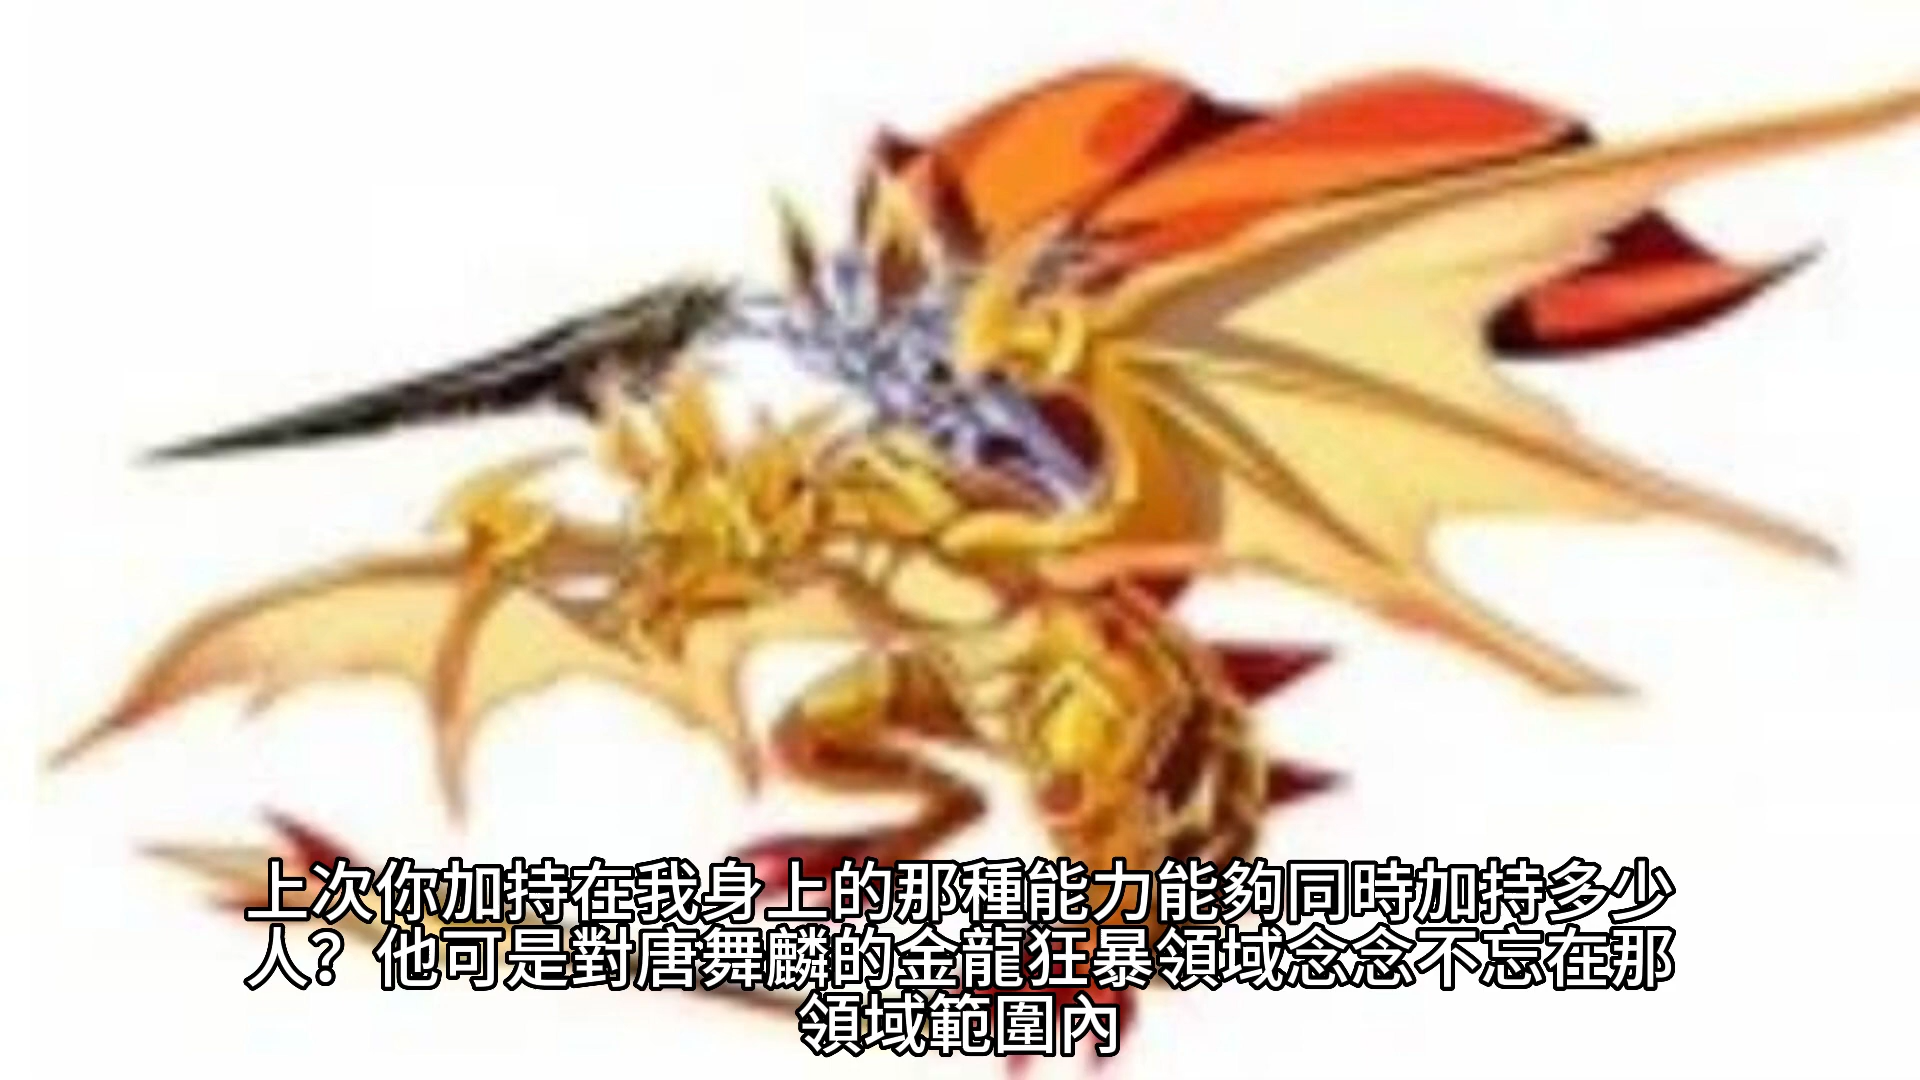 上次你加持在我身上的那種能力能夠同時加持多少
人？他可是對唐舞麟的金龍狂暴領域念念不忘在那
領域範圍內